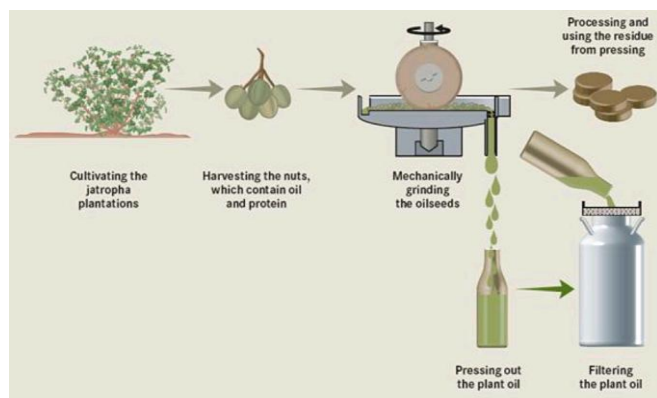 Processing and
using the residue
from pressing
Cultivating the
jatropha
plantations
Harvesting the nuts,
which contain oil
and protein
Mechanically
grinding
the oilseeds
Pressing out
the plant oil
Filtering
the plant oil